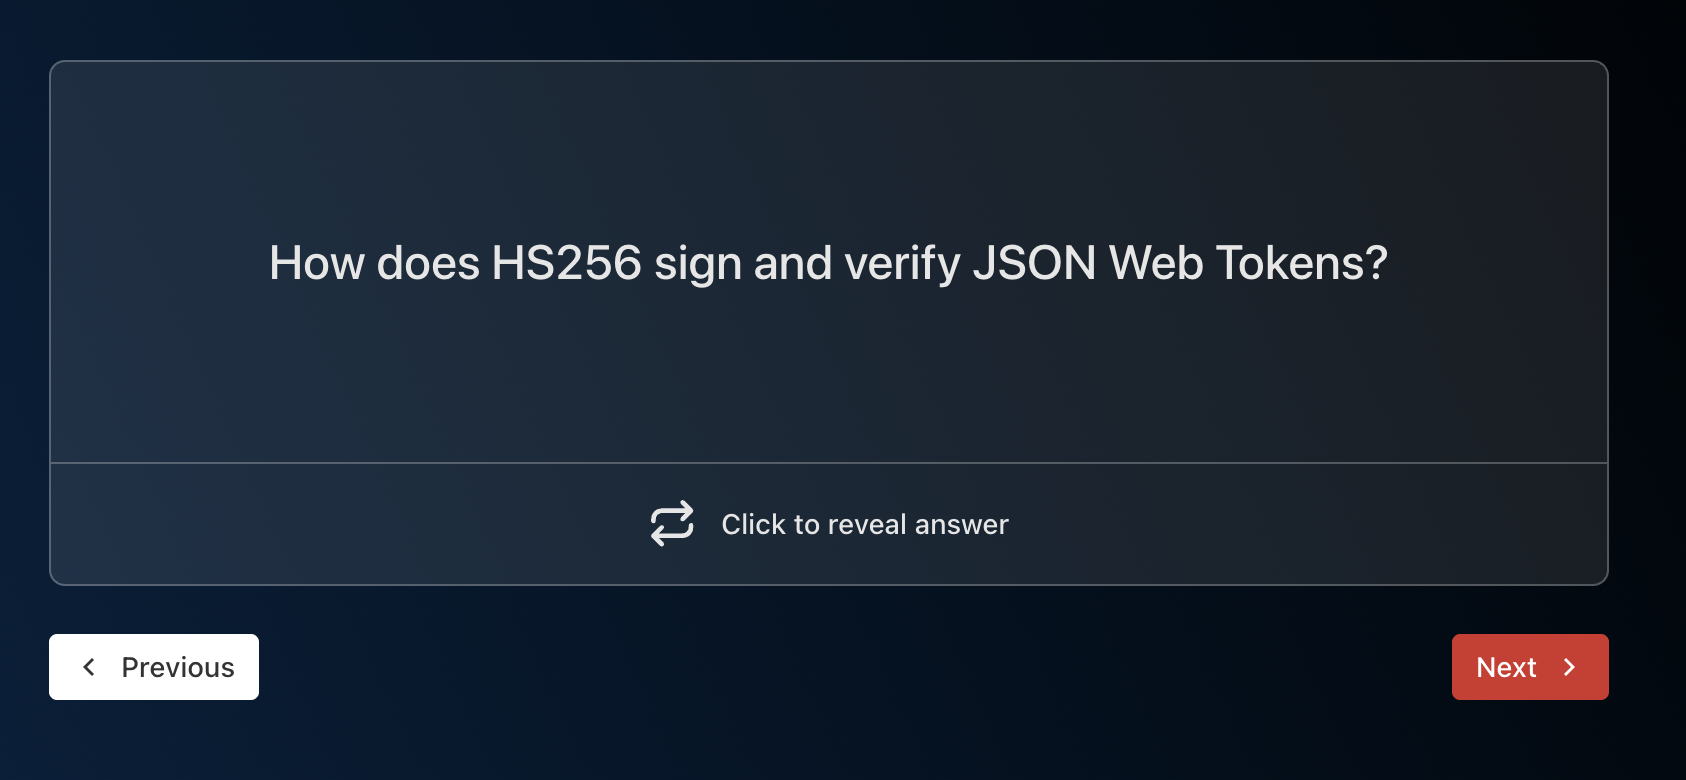 How does HS256 sign and verify JSON Web Tokens?
Click to reveal answer
Previous
Next